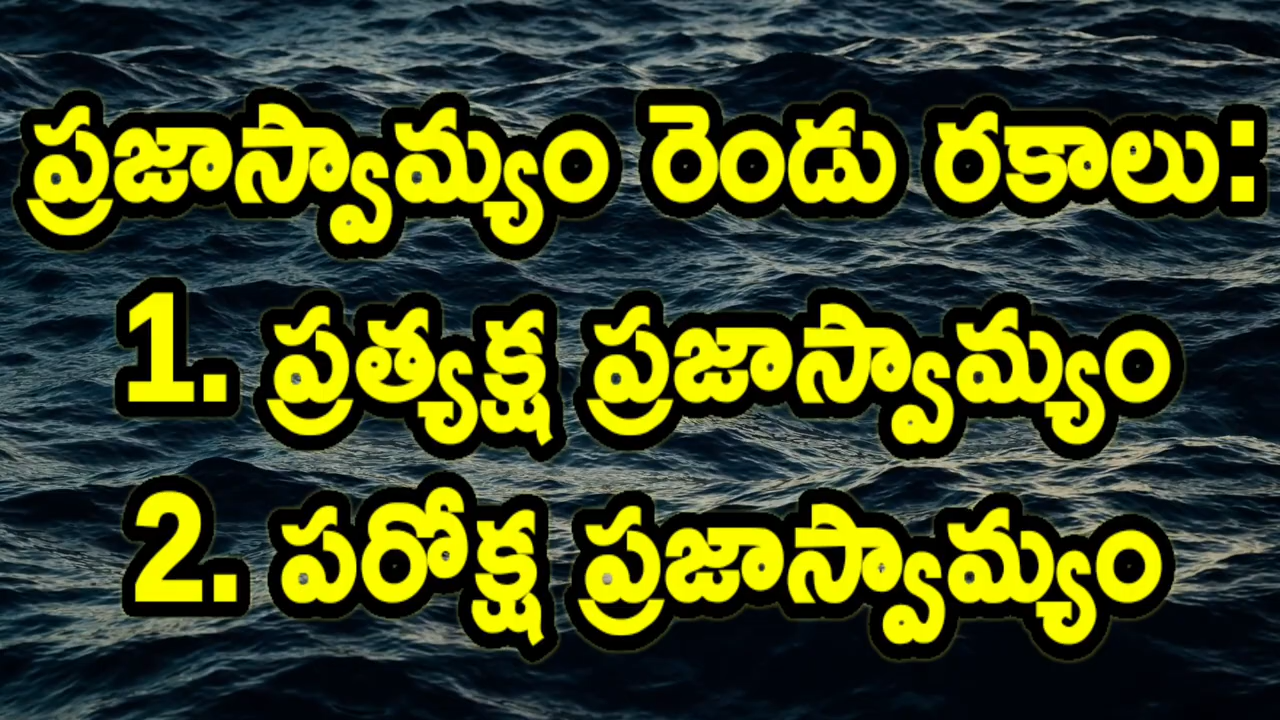 ప్రజాస్వామ్యం రెండు రకాలు:
1. ప్రత్యక్ష ప్రజాస్వామ్యం
2. పరోక్ష ప్రజాస్వామ్యం